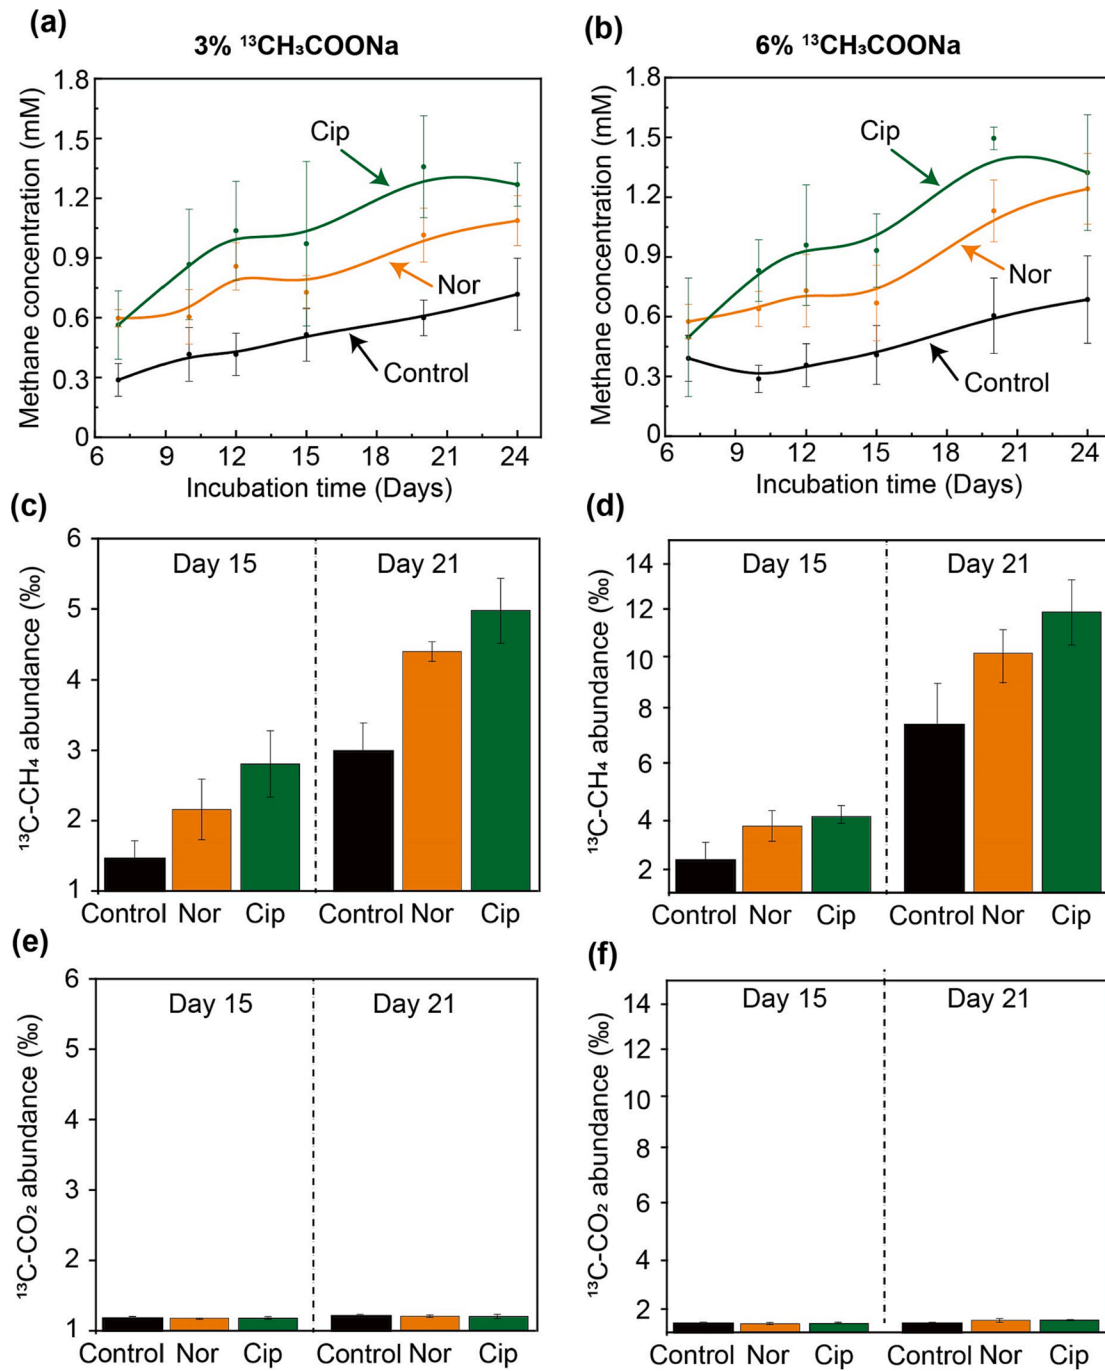 (a)
3% ¹³CH₃COONa
Methane concentration (mM)
1.8
1.5
1.2
0.9
0.6
0.3
0
Cip
Nor
Control
6 9 12 15 18 21 24
Incubation time (Days)
(b)
6% ¹³CH₃COONa
Methane concentration (mM)
1.8
1.5
1.2
0.9
0.6
0.3
0
Cip
Nor
Control
6 9 12 15 18 21 24
Incubation time (Days)
(c)
¹³C-CH₄ abundance (‰)
6
5
4
3
2
1
Day 15
Day 21
Control Nor Cip Control Nor Cip
(d)
¹³C-CH₄ abundance (‰)
14
12
10
8
6
4
2
Day 15
Day 21
Control Nor Cip Control Nor Cip
(e)
¹³C-CO₂ abundance (‰)
6
5
4
3
2
1
Day 15
Day 21
Control Nor Cip Control Nor Cip
(f)
¹³C-CO₂ abundance (‰)
14
12
10
8
6
4
2
Day 15
Day 21
Control Nor Cip Control Nor Cip